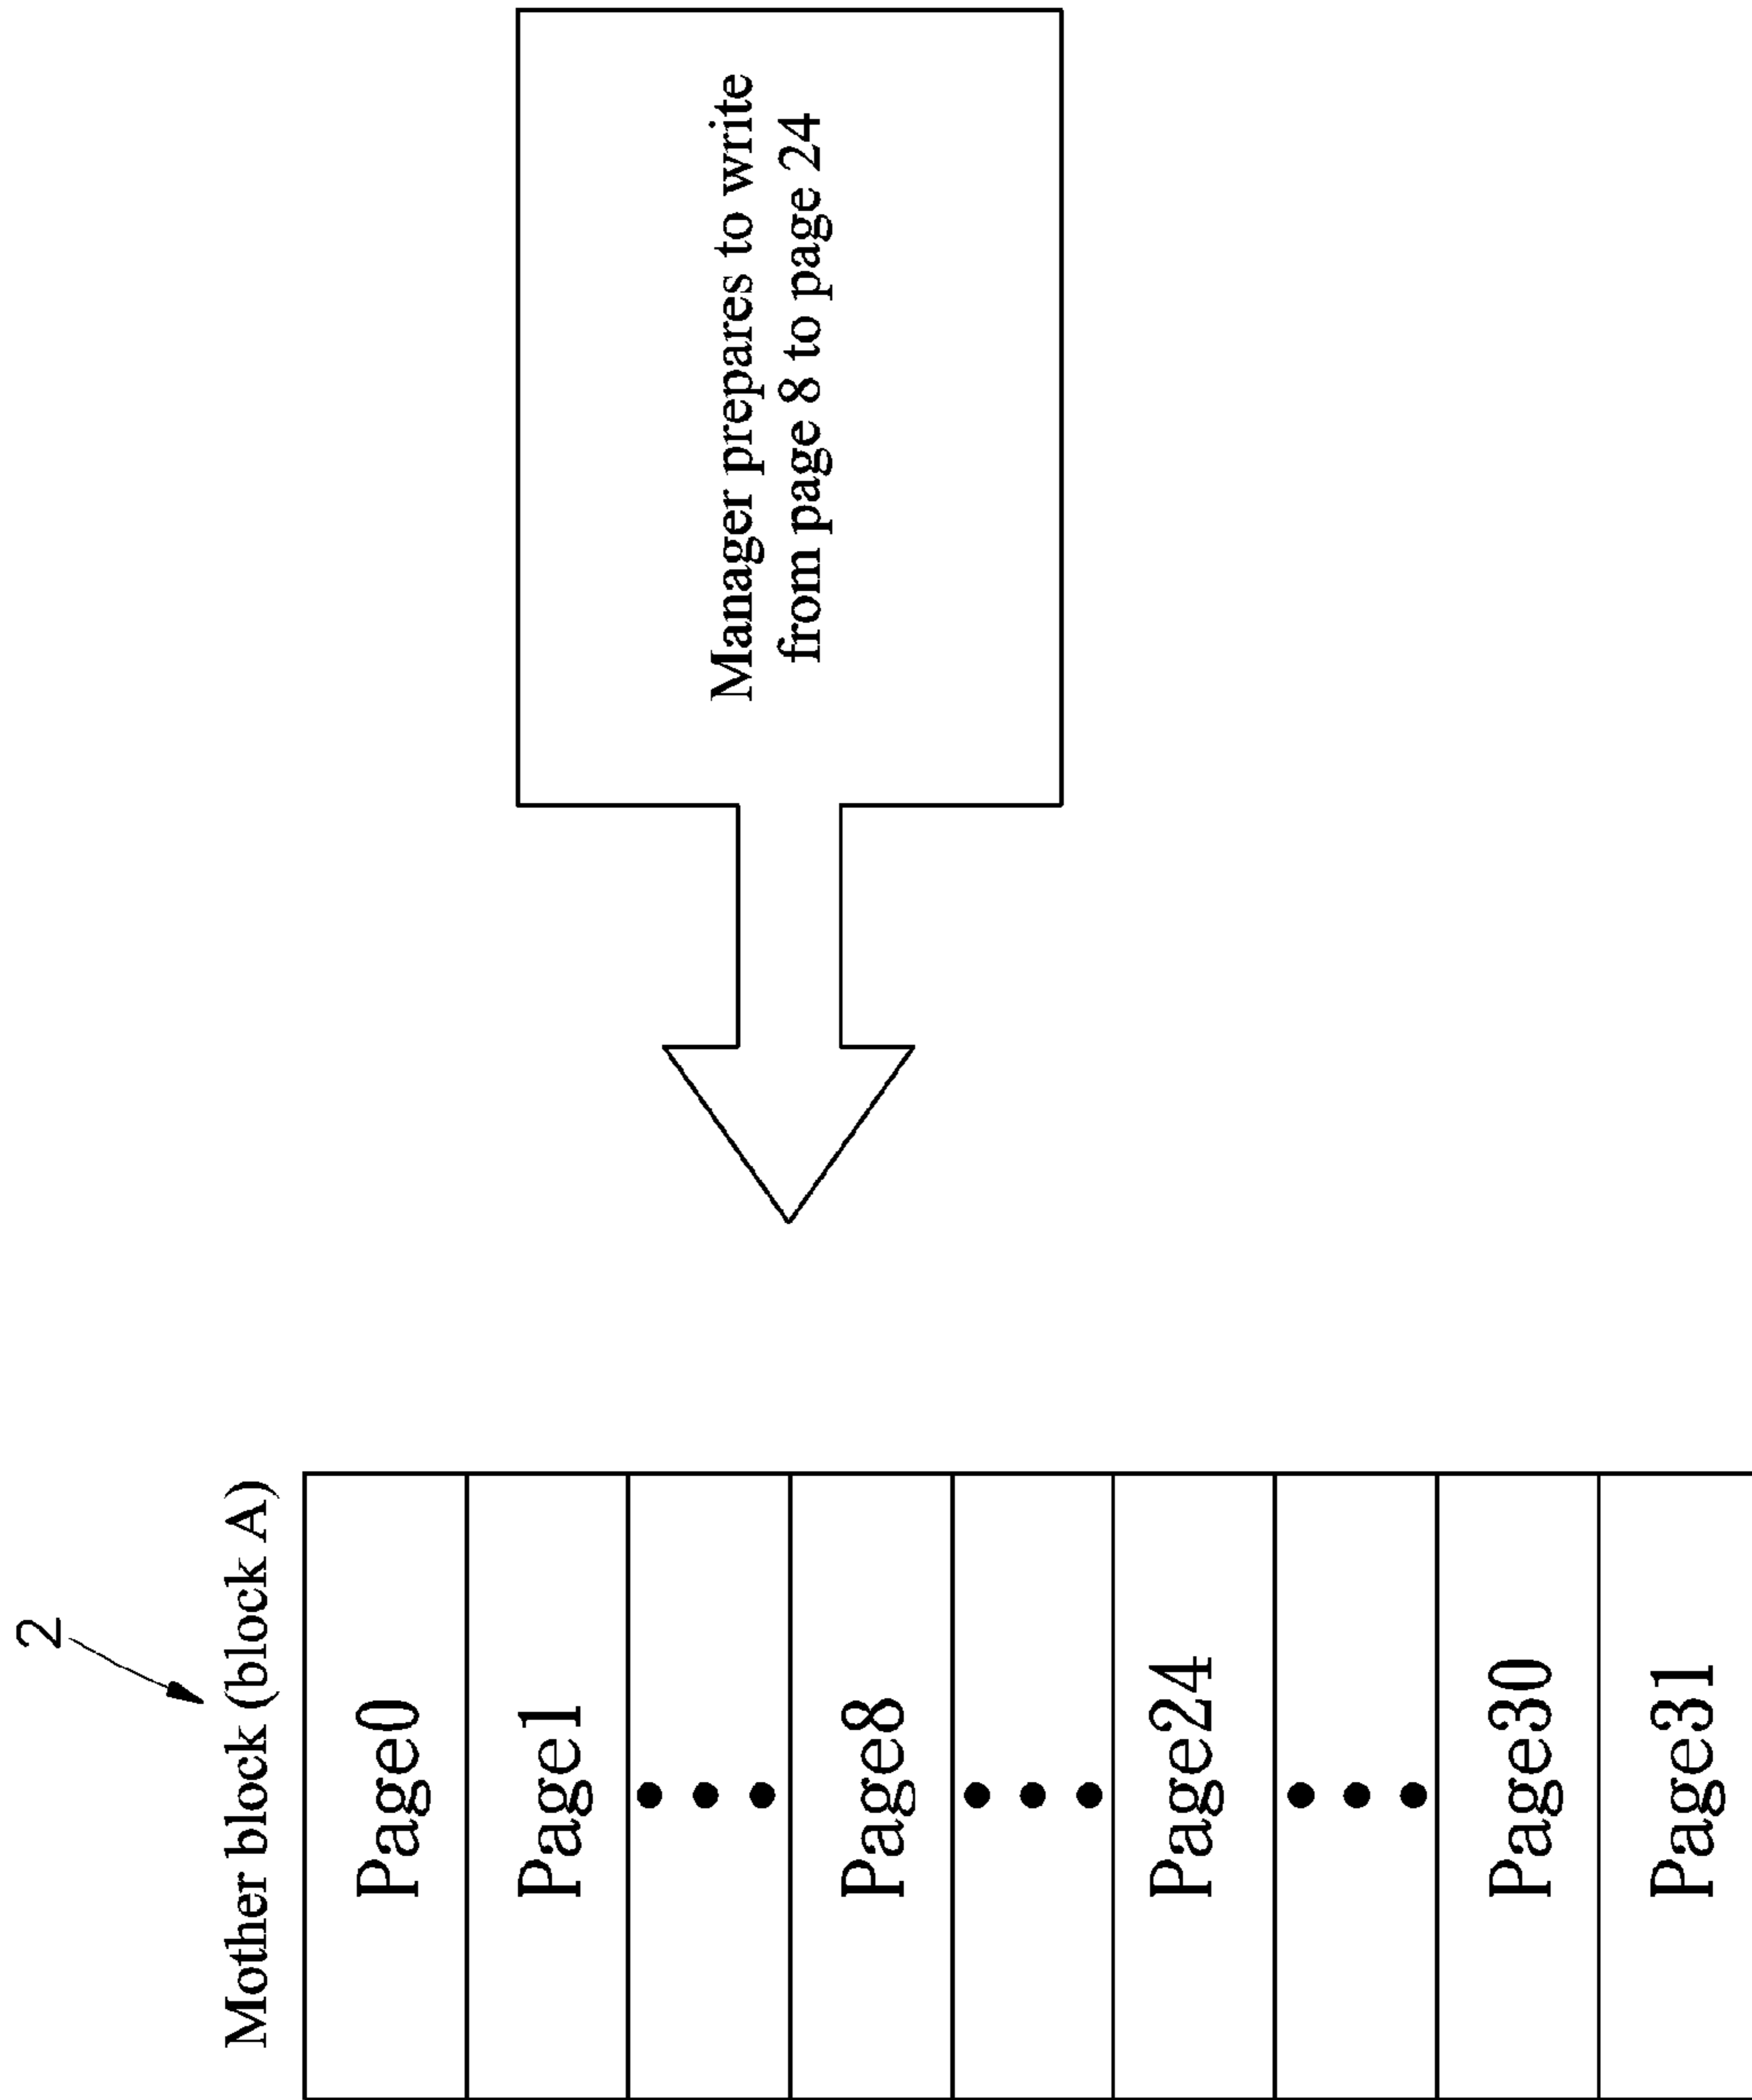 2
Mother block (block A)
Page0
Page1
Page8
Page24
Page30
Page31
Manager prepares to write
from page 8 to page 24